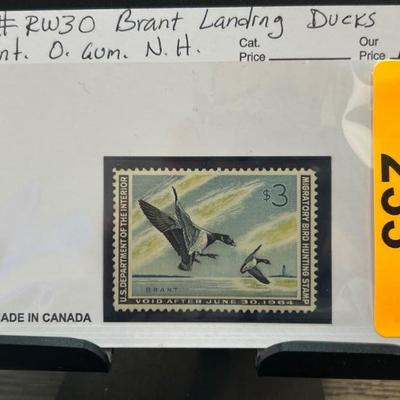 # RW30 Brant Landing Ducks
nt. O. Gum. N.H.
Cat. Price
Our Price
$3
U.S. DEPARTMENT OF THE INTERIOR
MIGRATORY BIRD HUNTING STAMP
BRANT
VOID AFTER JUNE 30, 1964
ADE IN CANADA